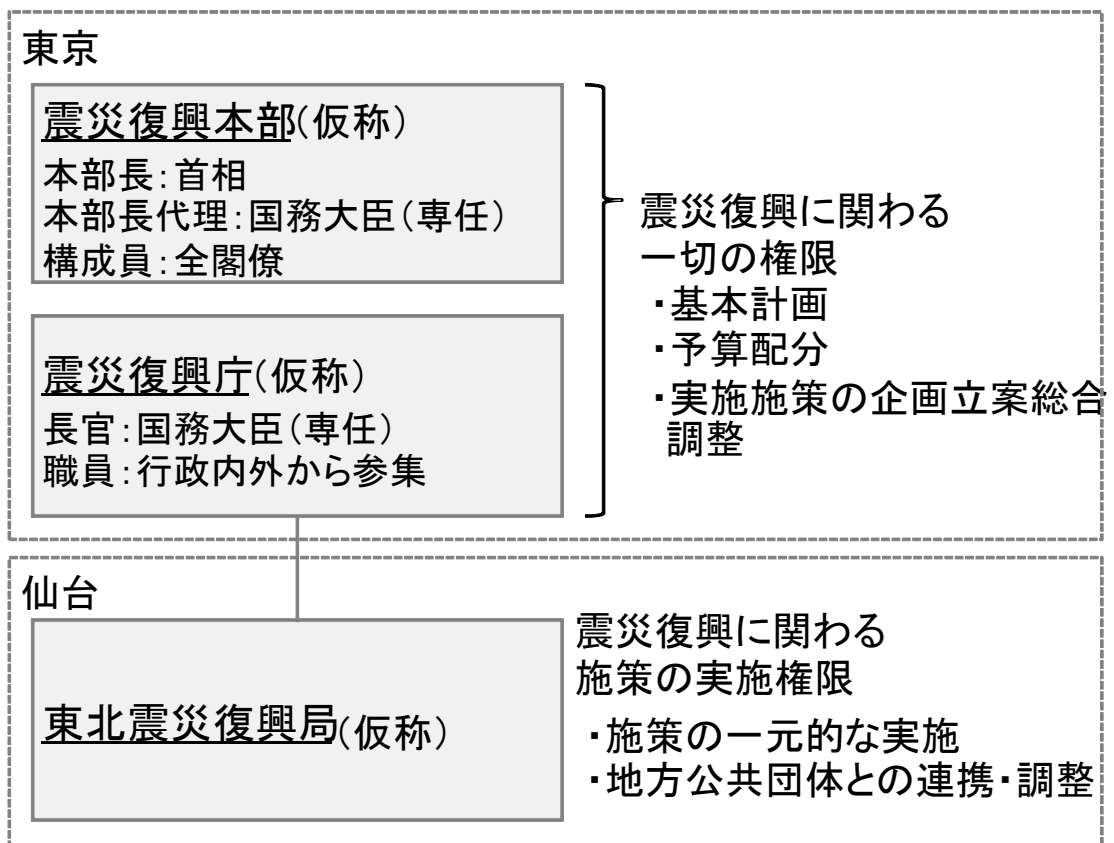 東京
震災復興本部(仮称)
本部長:首相
本部長代理:国務大臣(専任)
構成員:全閣僚
震災復興庁(仮称)
長官:国務大臣(専任)
職員:行政内外から参集
震災復興に関わる
一切の権限
・基本計画
・予算配分
・実施施策の企画立案総合
調整
仙台
東北震災復興局(仮称)
震災復興に関わる
施策の実施権限
・施策の一元的な実施
・地方公共団体との連携・調整